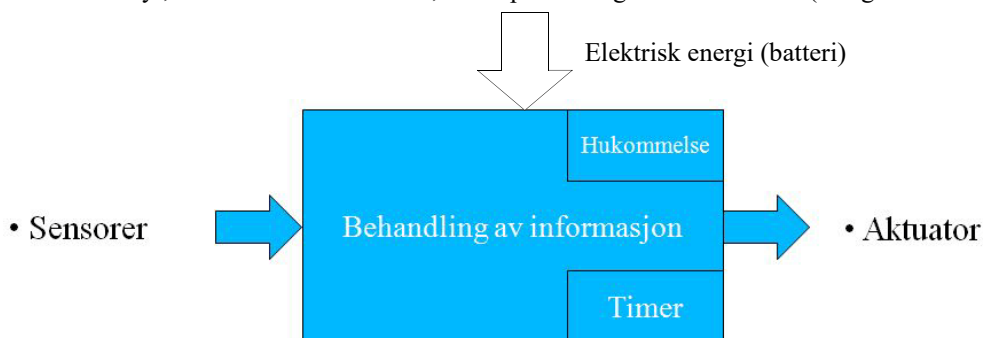 Elektrisk energi (batteri)
Hukommelse
• Sensorer
Behandling av informasjon
• Aktuator
Timer